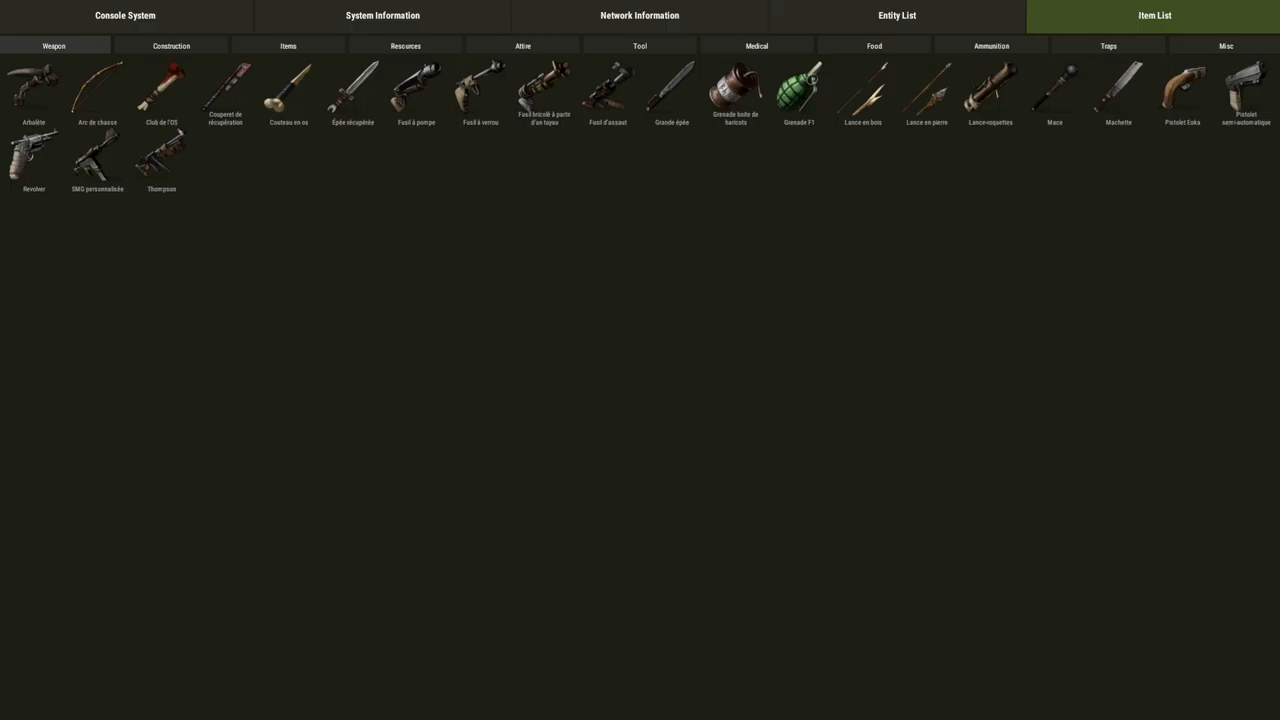 Console System
System Information
Network Information
Entity List
Item List
Weapon
Construction
Items
Resources
Attire
Tool
Medical
Food
Ammunition
Traps
Misc
Arbalète
Arc de chasse
Club de l'OS
Couperet de
récupération
Couteau en os
Épée récupérée
Fusil à pompe
Fusil à verrou
Fusil bricolé à partir
d'un tuyau
Fusil d'assaut
Grande épée
Grenade boite de
haricots
Grenade F1
Lance en bois
Lance en pierre
Lance-roquettes
Mace
Machette
Pistolet Eoka
Pistolet
semi-automatique
Revolver
SMG personnalisée
Thompson